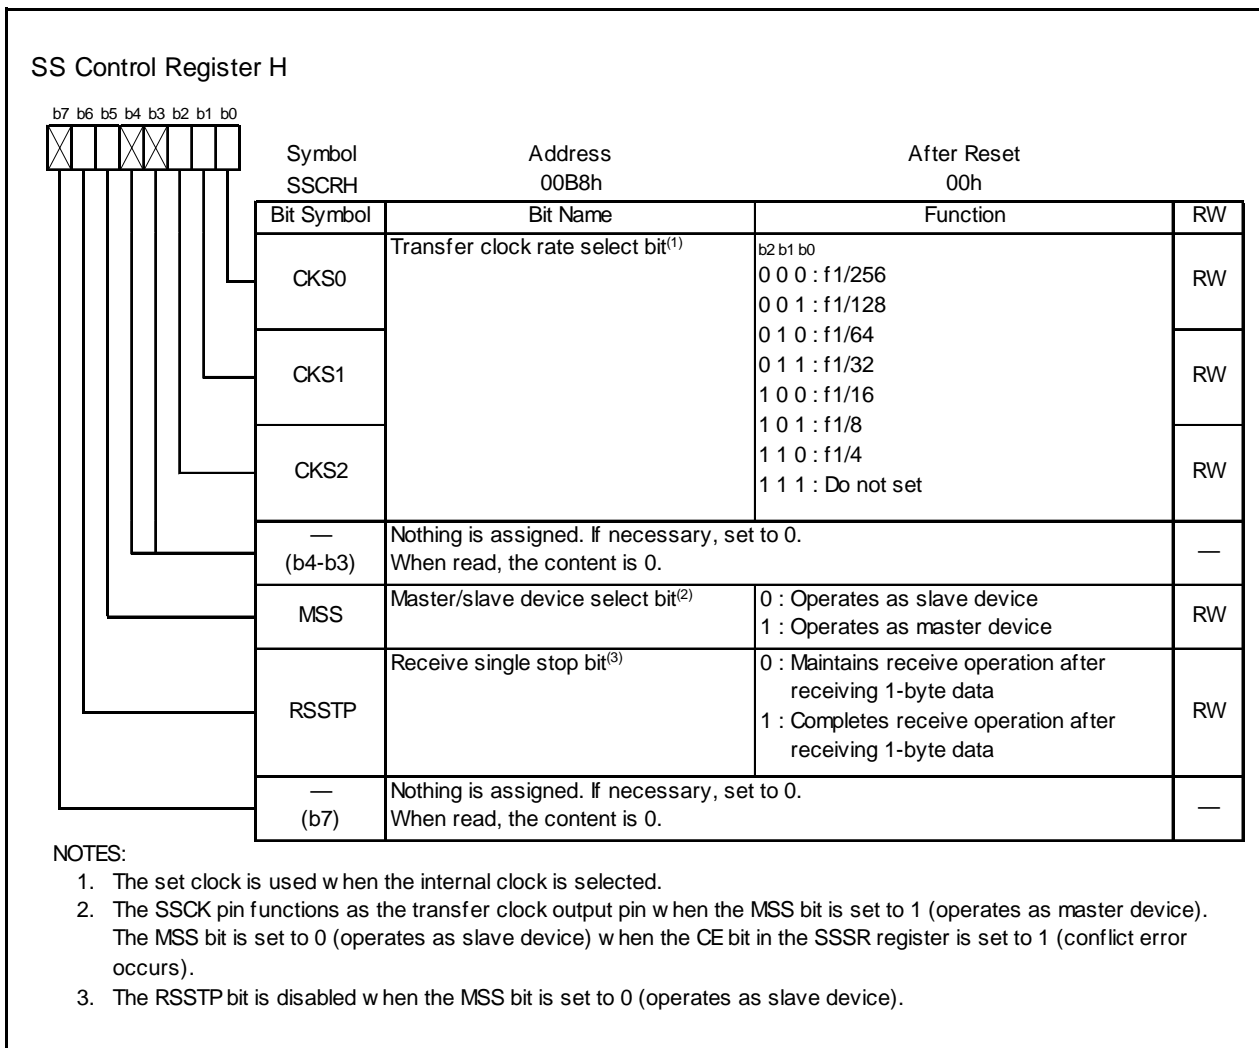 SS Control Register H
b7 b6 b5 b4 b3 b2 b1 b0
Symbol Address After Reset
SSCRH 00B8h 00h
Bit Symbol Bit Name Function RW
CKS0 Transfer clock rate select bit(1) b2 b1 b0 RW
0 0 0 : f1/256
0 0 1 : f1/128
0 1 0 : f1/64
CKS1 0 1 1 : f1/32 RW
1 0 0 : f1/16
1 0 1 : f1/8
CKS2 1 1 0 : f1/4 RW
1 1 1 : Do not set
— Nothing is assigned. If necessary, set to 0. —
(b4-b3) When read, the content is 0.
MSS Master/slave device select bit(2) 0 : Operates as slave device RW
1 : Operates as master device
RSSTP Receive single stop bit(3) 0 : Maintains receive operation after RW
receiving 1-byte data
1 : Completes receive operation after
receiving 1-byte data
— Nothing is assigned. If necessary, set to 0. —
(b7) When read, the content is 0.
NOTES:
1. The set clock is used when the internal clock is selected.
2. The SSCK pin functions as the transfer clock output pin when the MSS bit is set to 1 (operates as master device).
The MSS bit is set to 0 (operates as slave device) when the CE bit in the SSSR register is set to 1 (conflict error
occurs).
3. The RSSTP bit is disabled when the MSS bit is set to 0 (operates as slave device).